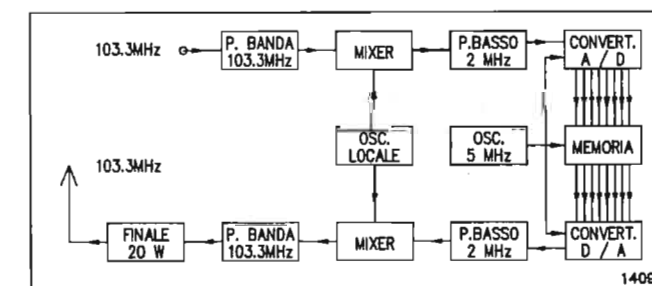 103.3MHz
P. BANDA
103.3MHz
MIXER
P.BASSO
2 MHz
CONVERT.
A / D
OSC.
LOCALE
OSC.
5 MHz
MEMORIA
103.3MHz
FINALE
20 W
P. BANDA
103.3MHz
MIXER
P.BASSO
2 MHz
CONVERT.
D / A
1409